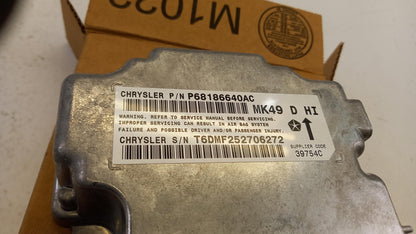 M1022
CHRYSLER P/N P68186640AC
MK49 D HI
WARNING: REFER TO SERVICE MANUAL BEFORE SERVICING.
IMPROPER SERVICING CAN RESULT IN AIR BAG SYSTEM
FAILURE AND POSSIBLE DRIVER AND/OR PASSENGER INJURY
CHRYSLER S/N T6DMF252706272
SUPPLIER CODE
39754C